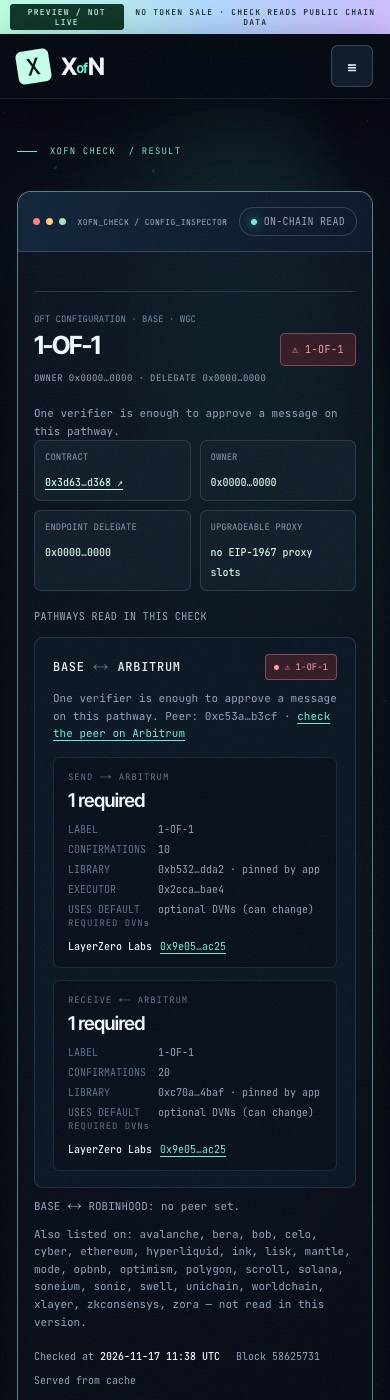 PREVIEW / NOT LIVE
NO TOKEN SALE · CHECK READS PUBLIC CHAIN DATA
X XofN
≡
XOFN CHECK / RESULT
XOFN_CHECK / CONFIG_INSPECTOR
ON-CHAIN READ
OFT CONFIGURATION · BASE · WGC
1-OF-1
⚠ 1-OF-1
OWNER 0x0000…0000 · DELEGATE 0x0000…0000
One verifier is enough to approve a message on
this pathway.
CONTRACT
0x3d63…d368 ↗
OWNER
0x0000…0000
ENDPOINT DELEGATE
0x0000…0000
UPGRADEABLE PROXY
no EIP-1967 proxy
slots
PATHWAYS READ IN THIS CHECK
BASE ⟷ ARBITRUM
⚠ 1-OF-1
One verifier is enough to approve a message
on this pathway. Peer: 0xc53a…b3cf · check
the peer on Arbitrum
SEND ⟶ ARBITRUM
1 required
LABEL 1-OF-1
CONFIRMATIONS 10
LIBRARY 0xb532…dda2 · pinned by app
EXECUTOR 0x2cca…bae4
USES DEFAULT optional DVNs (can change)
REQUIRED DVNs
LayerZero Labs 0x9e05…ac25
RECEIVE ⟵ ARBITRUM
1 required
LABEL 1-OF-1
CONFIRMATIONS 20
LIBRARY 0xc70a…4baf · pinned by app
USES DEFAULT optional DVNs (can change)
REQUIRED DVNs
LayerZero Labs 0x9e05…ac25
BASE ⟷ ROBINHOOD: no peer set.
Also listed on: avalanche, bera, bob, celo,
cyber, ethereum, hyperliquid, ink, lisk, mantle,
mode, opbnb, optimism, polygon, scroll, solana,
soneium, sonic, swell, unichain, worldchain,
xlayer, zkconsensys, zora — not read in this
version.
Checked at 2026-11-17 11:38 UTC Block 58625731
Served from cache